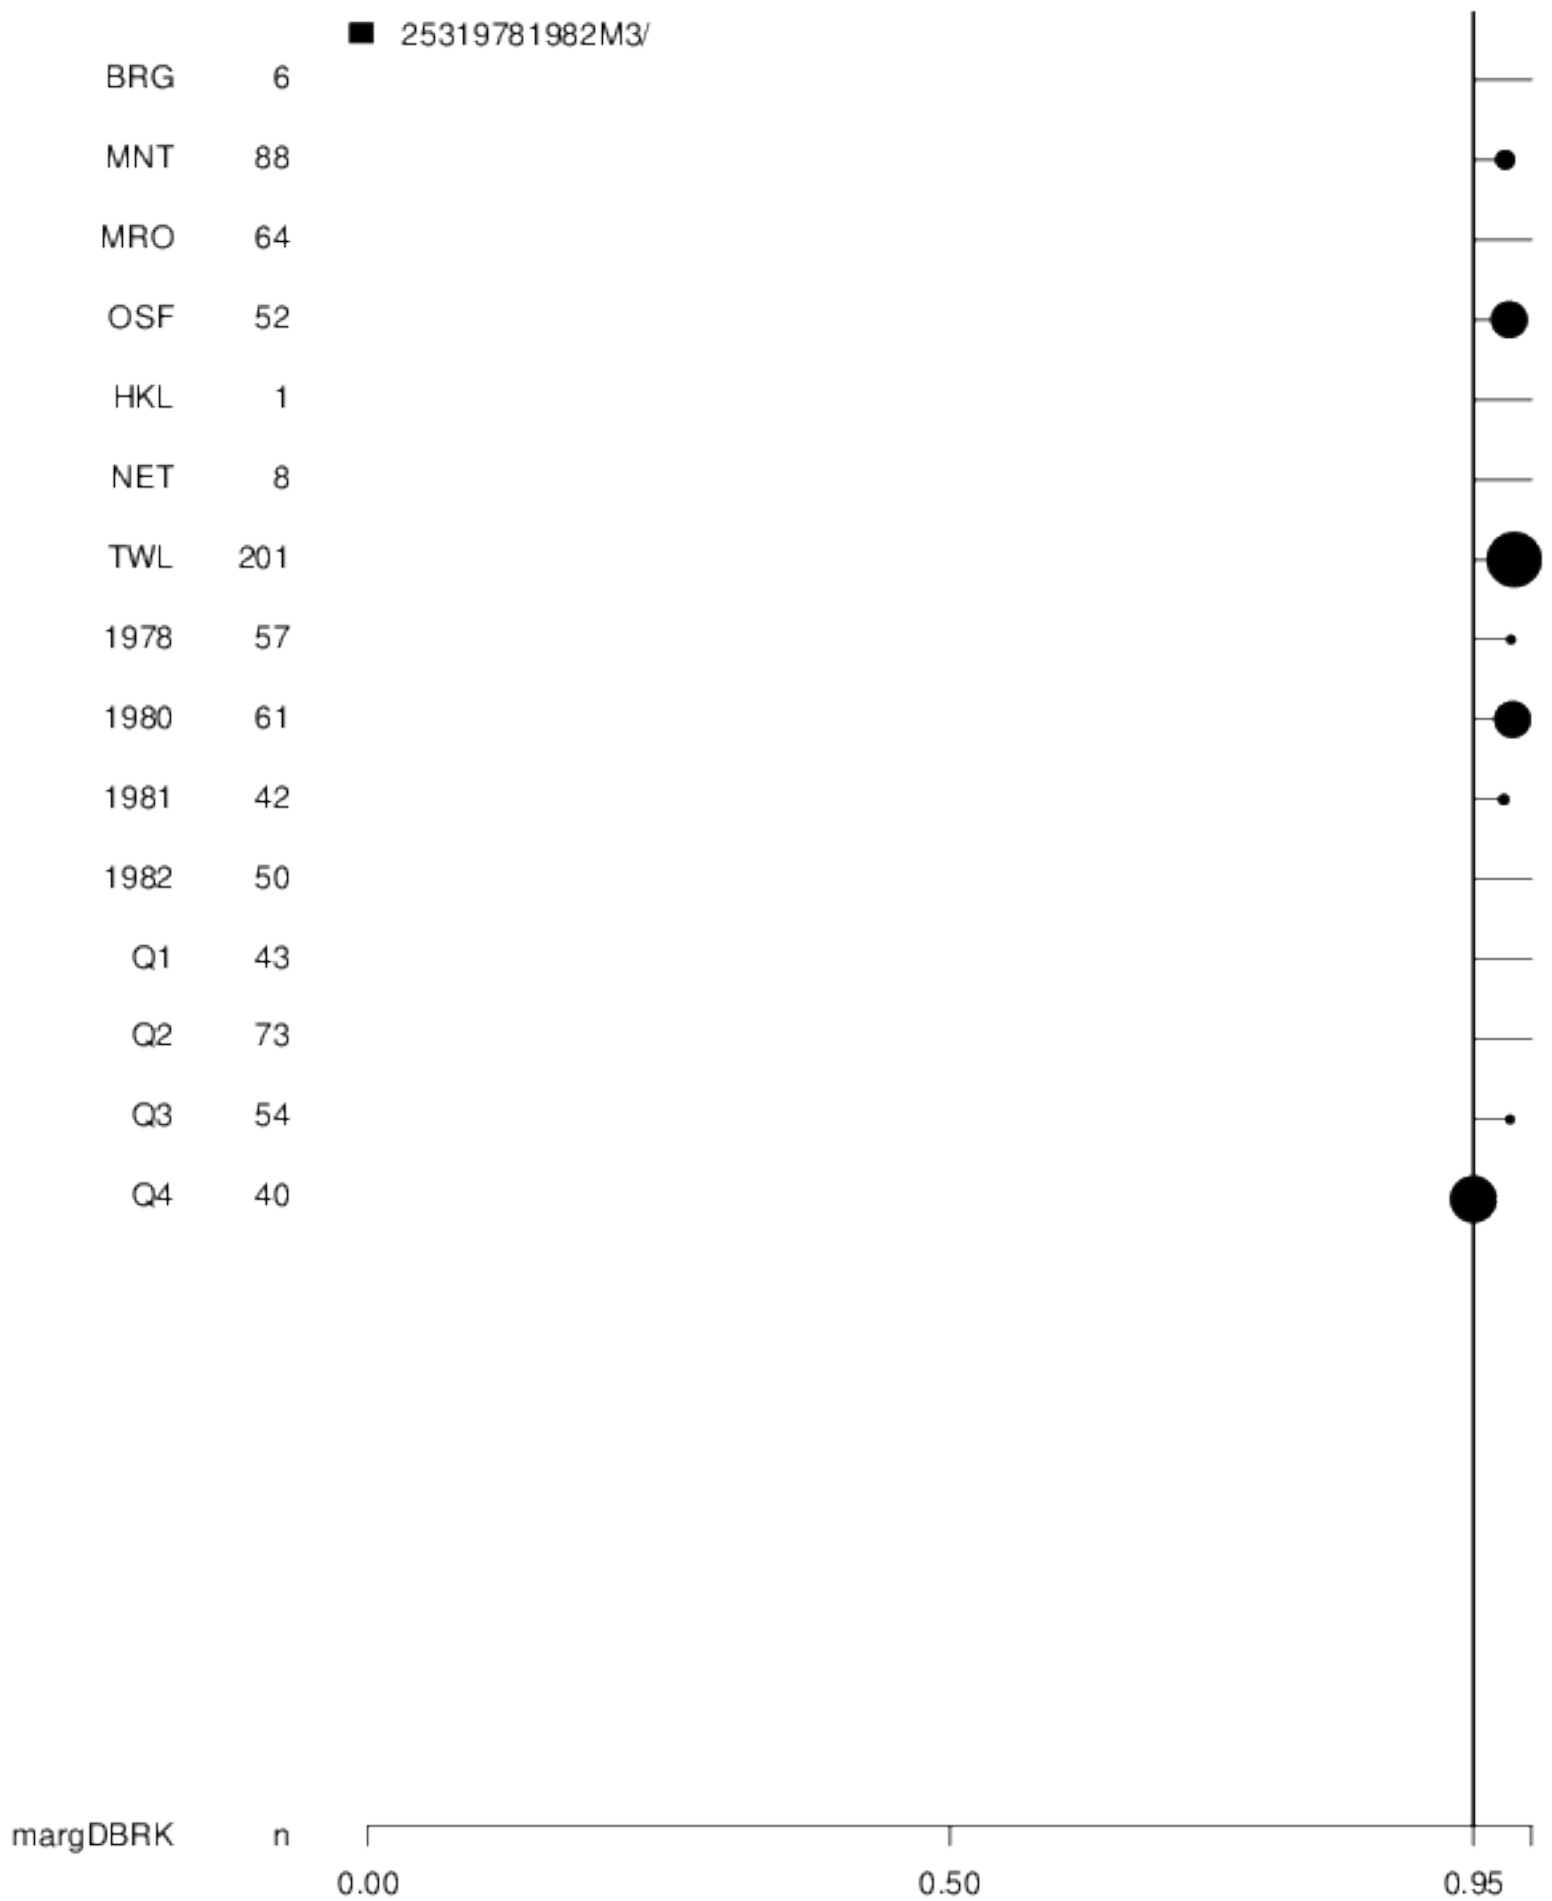 25319781982M3/
BRG 6
MNT 88
MRO 64
OSF 52
HKL 1
NET 8
TWL 201
1978 57
1980 61
1981 42
1982 50
Q1 43
Q2 73
Q3 54
Q4 40
margDBRK n
0.00 0.50 0.95